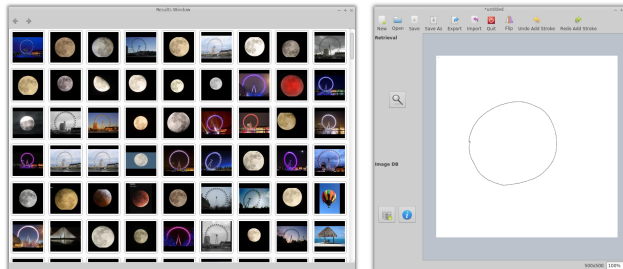 Results Window
*untitled
New Open Save Save As Export Import Quit Flip Undo Add Stroke Redo Add Stroke
Retrieval
Image DB
500x500 100%